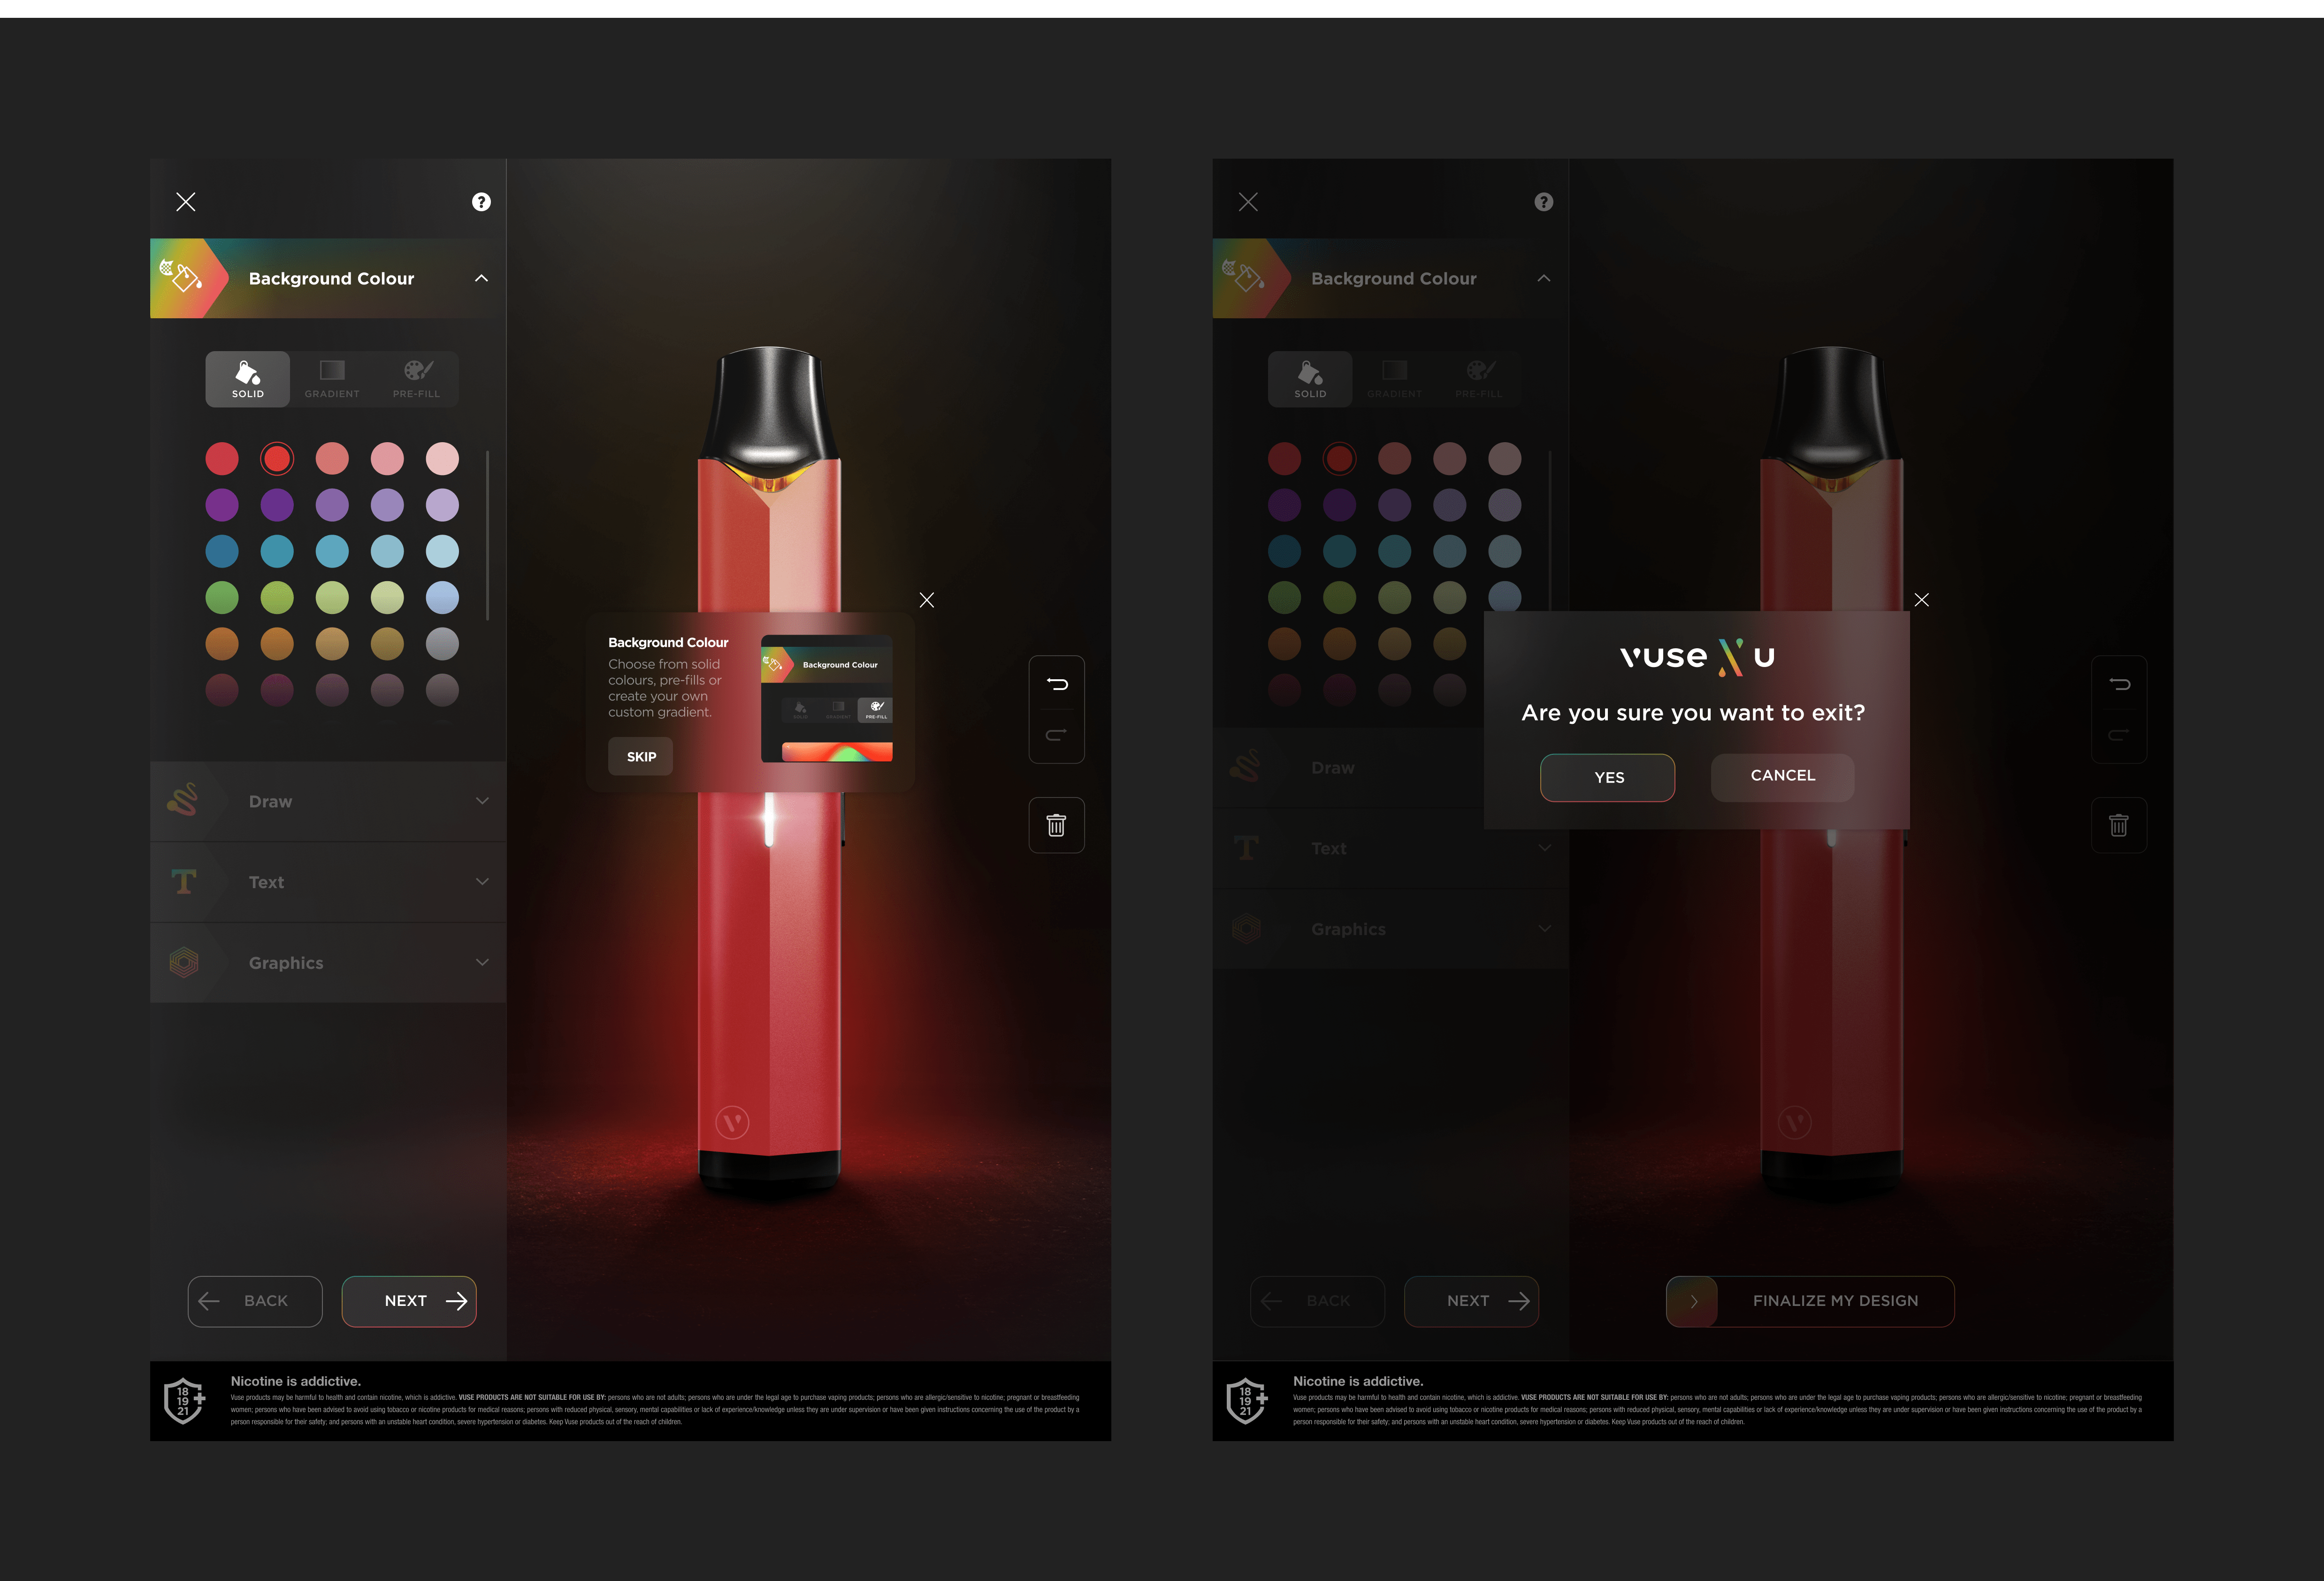 Background Colour
SOLID
GRADIENT
PRE-FILL
Background Colour
Choose from solid
colours, pre-fills or
create your own
custom gradient.
SKIP
Background Colour
SOLID
GRADIENT
PRE-FILL
Draw
Text
Graphics
BACK
NEXT
18
19
21
+
Nicotine is addictive.
Vuse products may be harmful to health and contain nicotine, which is addictive. VUSE PRODUCTS ARE NOT SUITABLE FOR USE BY: persons who are not adults; persons who are under the legal age to purchase vaping products; persons who are allergic/sensitive to nicotine; pregnant or breastfeeding
women; persons who have been advised to avoid using tobacco or nicotine products for medical reasons; persons with reduced physical, sensory, mental capabilities or lack of experience/knowledge unless they are under supervision or have been given instructions concerning the use of the product by a
person responsible for their safety; and persons with an unstable heart condition, severe hypertension or diabetes. Keep Vuse products out of the reach of children.
Background Colour
SOLID
GRADIENT
PRE-FILL
vuse X u
Are you sure you want to exit?
YES
CANCEL
Draw
Text
Graphics
BACK
NEXT
FINALIZE MY DESIGN
18
19
21
+
Nicotine is addictive.
Vuse products may be harmful to health and contain nicotine, which is addictive. VUSE PRODUCTS ARE NOT SUITABLE FOR USE BY: persons who are not adults; persons who are under the legal age to purchase vaping products; persons who are allergic/sensitive to nicotine; pregnant or breastfeeding
women; persons who have been advised to avoid using tobacco or nicotine products for medical reasons; persons with reduced physical, sensory, mental capabilities or lack of experience/knowledge unless they are under supervision or have been given instructions concerning the use of the product by a
person responsible for their safety; and persons with an unstable heart condition, severe hypertension or diabetes. Keep Vuse products out of the reach of children.